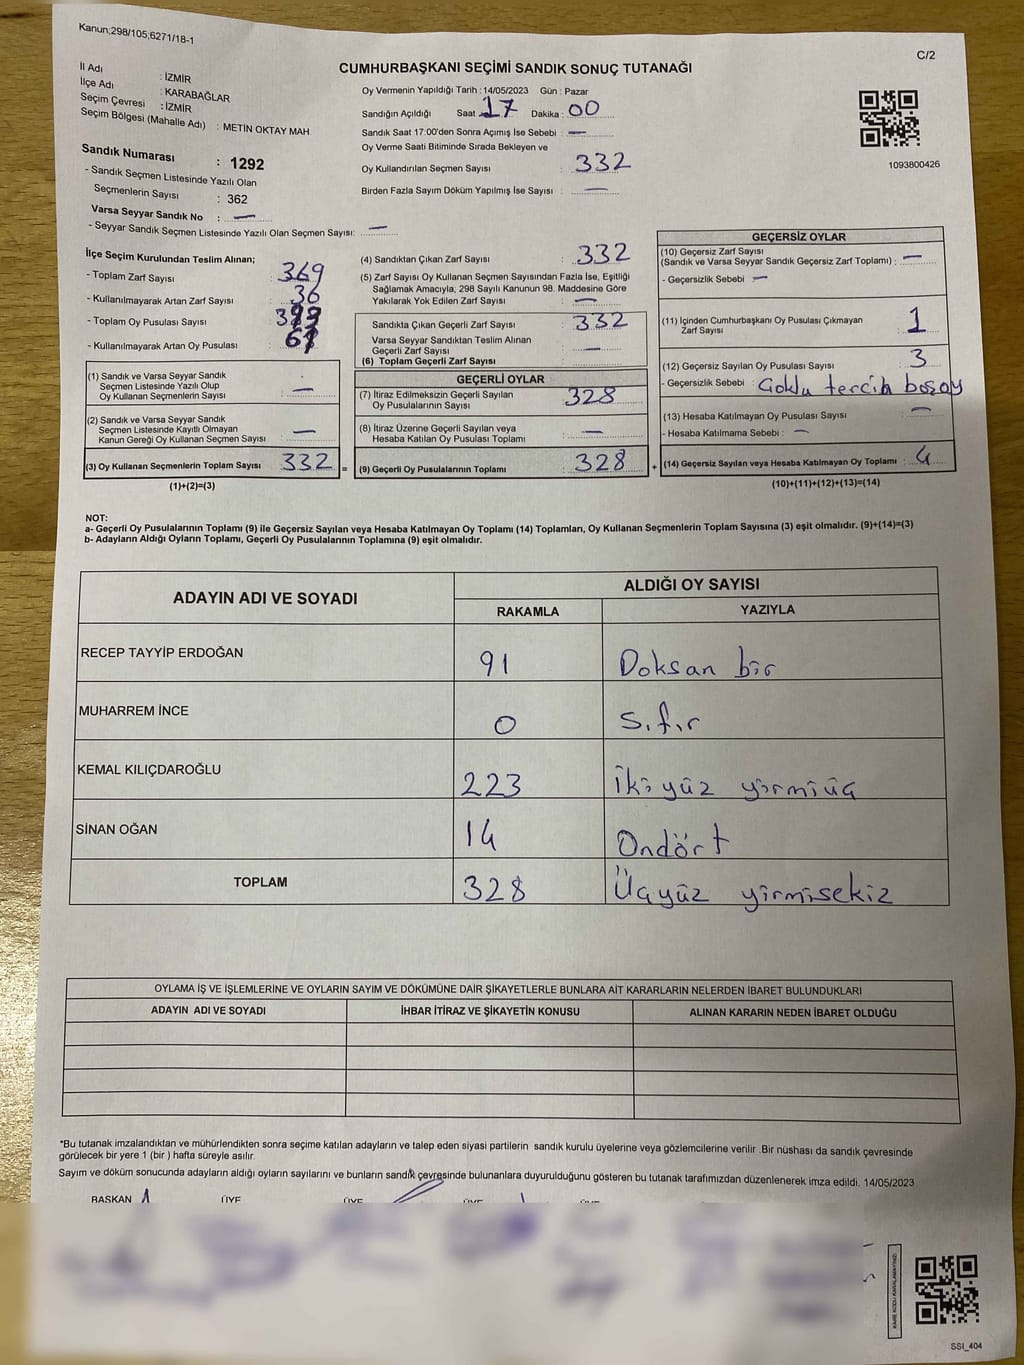 Kanun;298/105;6271/18-1
C/2
CUMHURBAŞKANI SEÇİMİ SANDIK SONUÇ TUTANAĞI
İl Adı : İZMİR
İlçe Adı : KARABAĞLAR
Seçim Çevresi : İZMİR
Seçim Bölgesi (Mahalle Adı) : METİN OKTAY MAH.
Sandık Numarası : 1292
- Sandık Seçmen Listesinde Yazılı Olan
Seçmenlerin Sayısı : 362
Varsa Seyyar Sandık No : —
- Seyyar Sandık Seçmen Listesinde Yazılı Olan Seçmen Sayısı: —
Oy Vermenin Yapıldığı Tarih : 14/05/2023 Gün : Pazar
Sandığın Açıldığı Saat 17 Dakika : 00
Sandık Saat 17:00'den Sonra Açımış İse Sebebi : —
Oy Verme Saati Bitiminde Sırada Bekleyen ve
Oy Kullandırılan Seçmen Sayısı : 332
Birden Fazla Sayım Döküm Yapılmış İse Sayısı : —
1093800426
İlçe Seçim Kurulundan Teslim Alınan;
- Toplam Zarf Sayısı : 369
- Kullanılmayarak Artan Zarf Sayısı : 36
- Toplam Oy Pusulası Sayısı :
- Kullanılmayarak Artan Oy Pusulası :
(1) Sandık ve Varsa Seyyar Sandık
Seçmen Listesinde Yazılı Olup
Oy Kullanan Seçmenlerin Sayısı : —
(2) Sandık ve Varsa Seyyar Sandık
Seçmen Listesinde Kayıtlı Olmayan
Kanun Gereği Oy Kullanan Seçmen Sayısı : —
(3) Oy Kullanan Seçmenlerin Toplam Sayısı : 332 =
(1)+(2)=(3)
(4) Sandıktan Çıkan Zarf Sayısı : 332
(5) Zarf Sayısı Oy Kullanan Seçmen Sayısından Fazla İse, Eşitliği
Sağlamak Amacıyla; 298 Sayılı Kanunun 98. Maddesine Göre
Yakılarak Yok Edilen Zarf Sayısı : —
Sandıkta Çıkan Geçerli Zarf Sayısı : 332
Varsa Seyyar Sandıktan Teslim Alınan
Geçerli Zarf Sayısı : —
(6) Toplam Geçerli Zarf Sayısı
GEÇERLİ OYLAR
(7) İtiraz Edilmeksizin Geçerli Sayılan
Oy Pusulalarının Sayısı : 328
(8) İtiraz Üzerine Geçerli Sayılan veya
Hesaba Katılan Oy Pusulası Toplamı : —
(9) Geçerli Oy Pusulalarının Toplamı : 328 +
GEÇERSİZ OYLAR
(10) Geçersiz Zarf Sayısı
(Sandık ve Varsa Seyyar Sandık Geçersiz Zarf Toplamı) : —
- Geçersizlik Sebebi : —
(11) İçinden Cumhurbaşkanı Oy Pusulası Çıkmayan
Zarf Sayısı : 1
(12) Geçersiz Sayılan Oy Pusulası Sayısı : 3
- Geçersizlik Sebebi : Çoklu tercih boş oy
(13) Hesaba Katılmayan Oy Pusulası Sayısı : —
- Hesaba Katılmama Sebebi : —
(14) Geçersiz Sayılan veya Hesaba Katılmayan Oy Toplamı : 4
(10)+(11)+(12)+(13)=(14)
NOT:
a- Geçerli Oy Pusulalarının Toplamı (9) ile Geçersiz Sayılan veya Hesaba Katılmayan Oy Toplamı (14) Toplamları, Oy Kullanan Seçmenlerin Toplam Sayısına (3) eşit olmalıdır. (9)+(14)=(3)
b- Adayların Aldığı Oyların Toplamı, Geçerli Oy Pusulalarının Toplamına (9) eşit olmalıdır.
ADAYIN ADI VE SOYADI ALDIĞI OY SAYISI
RAKAMLA YAZIYLA
RECEP TAYYİP ERDOĞAN 91 Doksan bir
MUHARREM İNCE 0 Sıfır
KEMAL KILIÇDAROĞLU 223 İkiyüz yirmiüç
SİNAN OĞAN 14 Ondört
TOPLAM 328 Üçyüz yirmisekiz
OYLAMA İŞ VE İŞLEMLERİNE VE OYLARIN SAYIM VE DÖKÜMÜNE DAİR ŞİKAYETLERLE BUNLARA AİT KARARLARIN NELERDEN İBARET BULUNDUKLARI
ADAYIN ADI VE SOYADI İHBAR İTİRAZ VE ŞİKAYETİN KONUSU ALINAN KARARIN NEDEN İBARET OLDUĞU
*Bu tutanak imzalandıktan ve mühürlendikten sonra seçime katılan adayların ve talep eden siyasi partilerin sandık kurulu üyelerine veya gözlemcilerine verilir .Bir nüshası da sandık çevresinde
görülecek bir yere 1 (bir ) hafta süreyle asılır.
Sayım ve döküm sonucunda adayların aldığı oyların sayılarını ve bunların sandık çevresinde bulunanlara duyurulduğunu gösteren bu tutanak tarafımızdan düzenlenerek imza edildi. 14/05/2023
BAŞKAN ÜYE ÜYE ÜYE
SSI_404